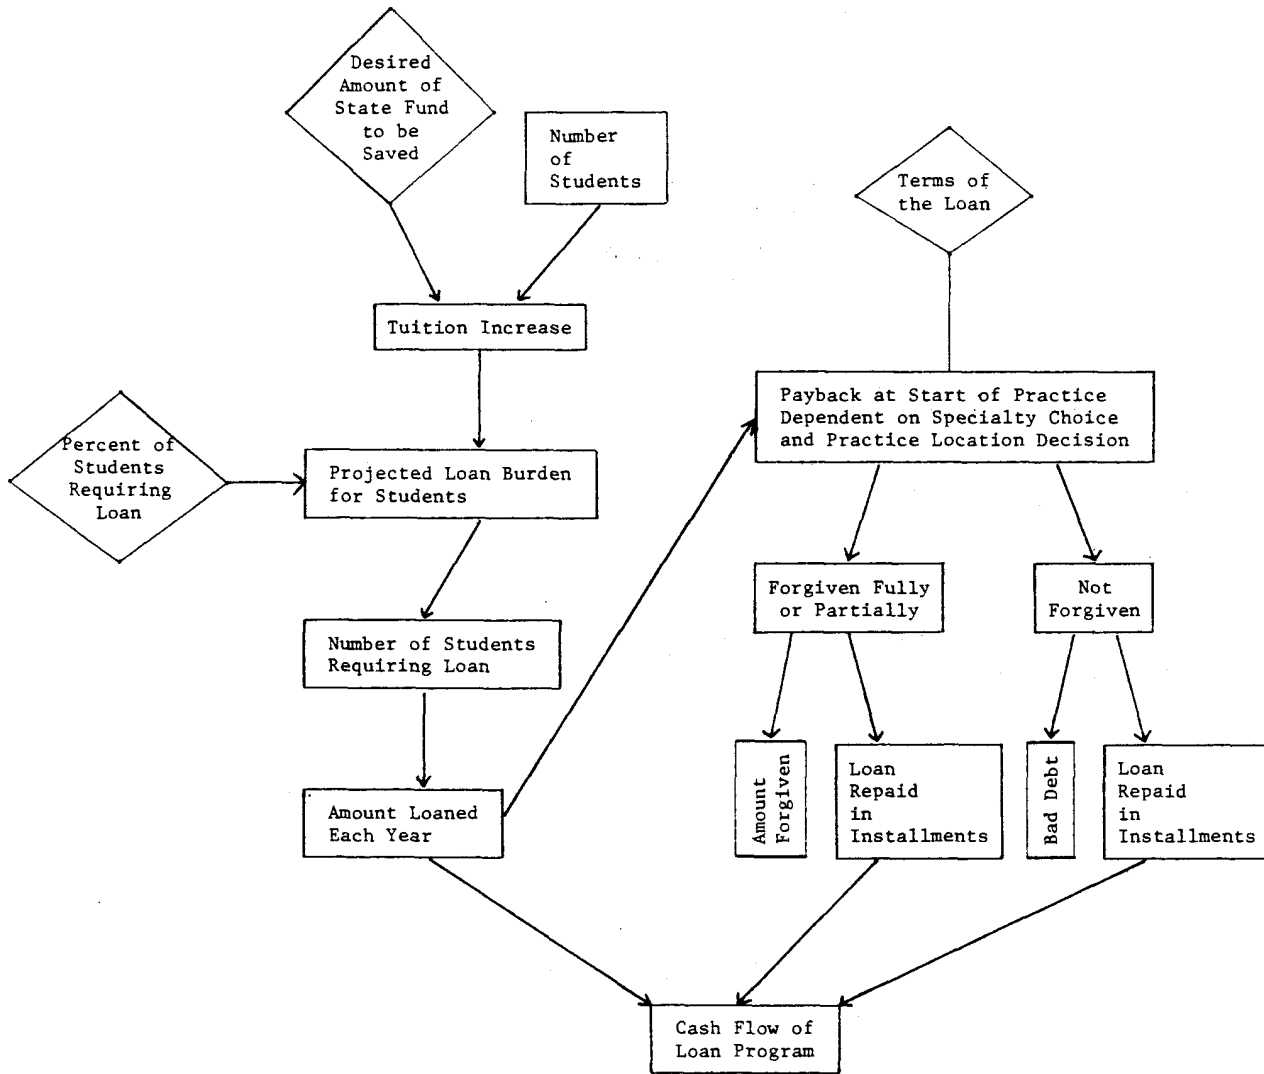 Desired
Amount of
State Fund
to be
Saved
Number
of
Students
Terms of
the Loan
Tuition Increase
Payback at Start of Practice
Dependent on Specialty Choice
and Practice Location Decision
Percent of
Students
Requiring
Loan
Projected Loan Burden
for Students
Forgiven Fully
or Partially
Not
Forgiven
Number of Students
Requiring Loan
Amount
Forgiven
Loan
Repaid
in
Installments
Bad Debt
Loan
Repaid
in
Installments
Amount Loaned
Each Year
Cash Flow of
Loan Program